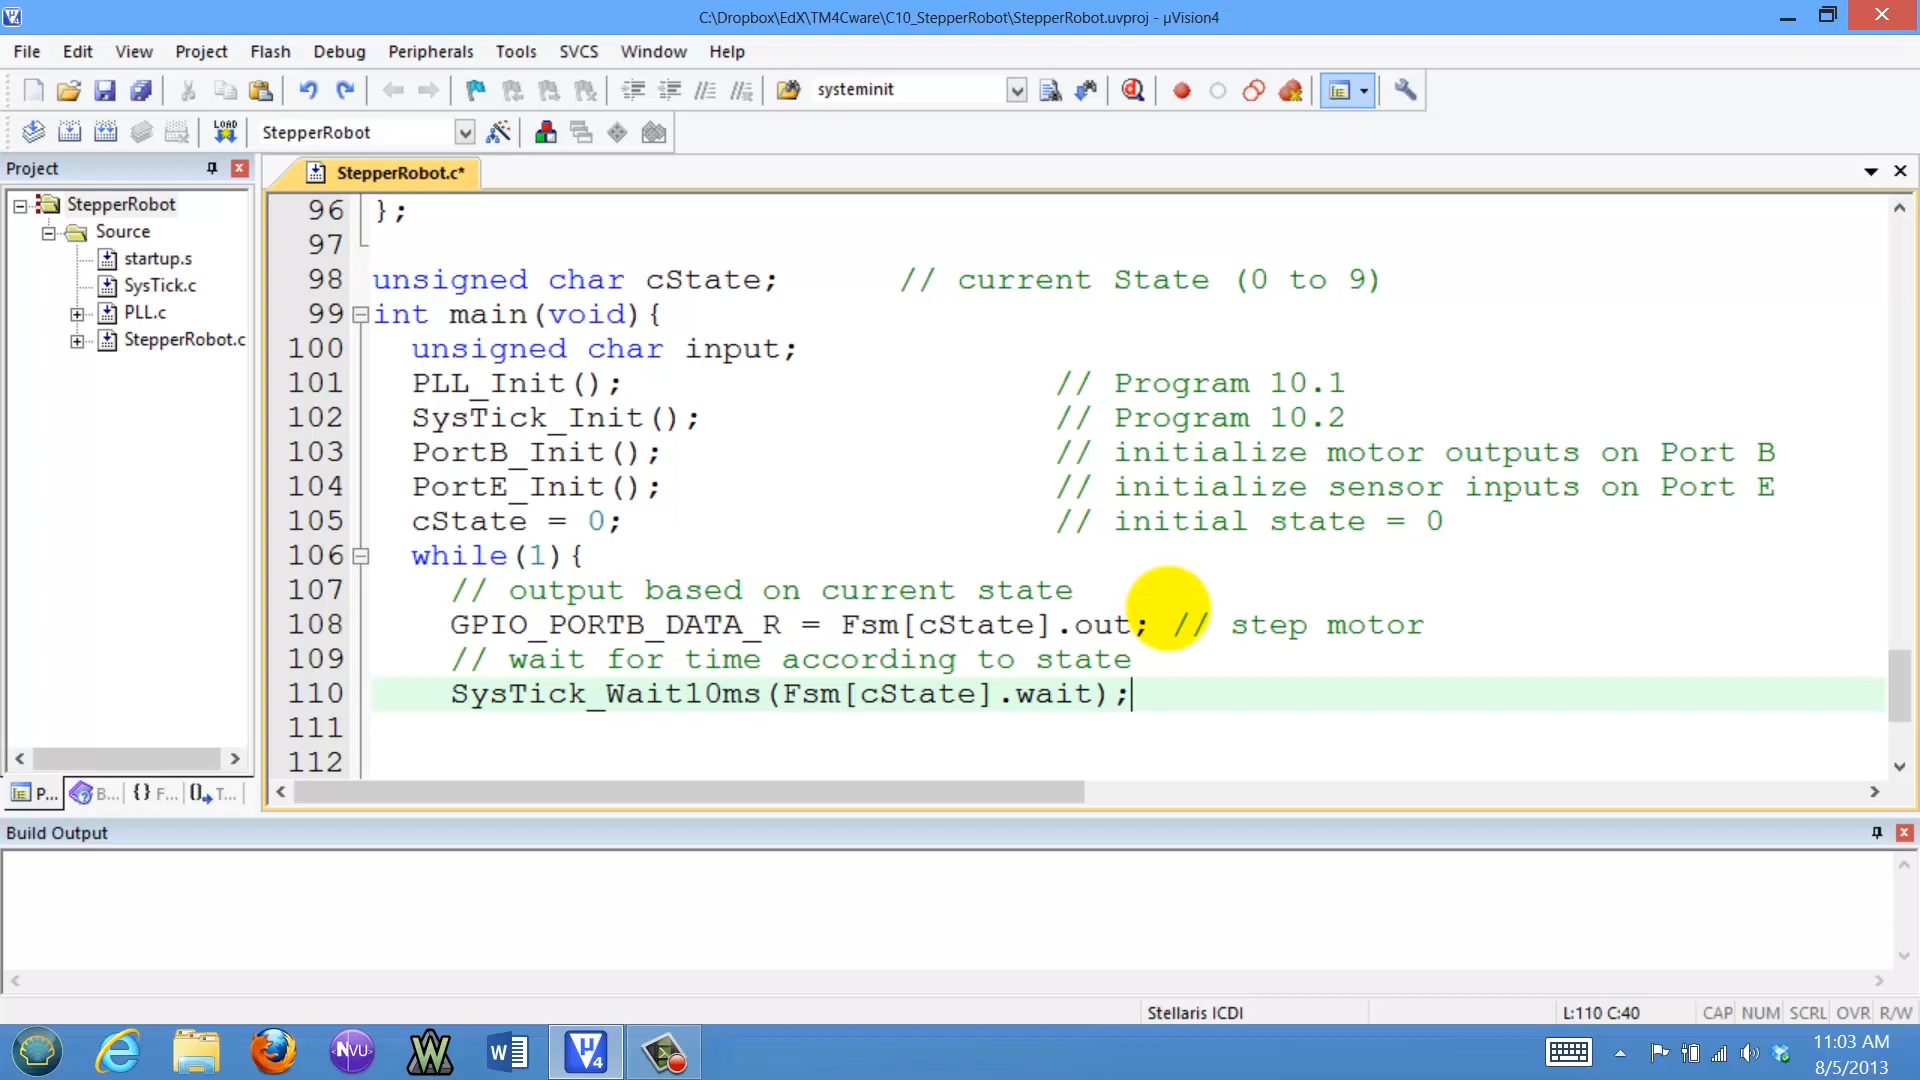 C:\Dropbox\EdX\TM4Cware\C10_StepperRobot\StepperRobot.uvproj - µVision4
File Edit View Project Flash Debug Peripherals Tools SVCS Window Help
systeminit
LOAD StepperRobot
Project
StepperRobot.c*
StepperRobot
Source
startup.s
SysTick.c
PLL.c
StepperRobot.c
96 };
97
98 unsigned char cState; // current State (0 to 9)
99 int main(void){
100 unsigned char input;
101 PLL_Init(); // Program 10.1
102 SysTick_Init(); // Program 10.2
103 PortB_Init(); // initialize motor outputs on Port B
104 PortE_Init(); // initialize sensor inputs on Port E
105 cState = 0; // initial state = 0
106 while(1){
107 // output based on current state
108 GPIO_PORTB_DATA_R = Fsm[cState].out; // step motor
109 // wait for time according to state
110 SysTick_Wait10ms(Fsm[cState].wait);
111
112
P... B... {} F... T...
Build Output
Stellaris ICDI L:110 C:40 CAP NUM SCRL OVR R/W
NVU W W µ4
11:03 AM
8/5/2013